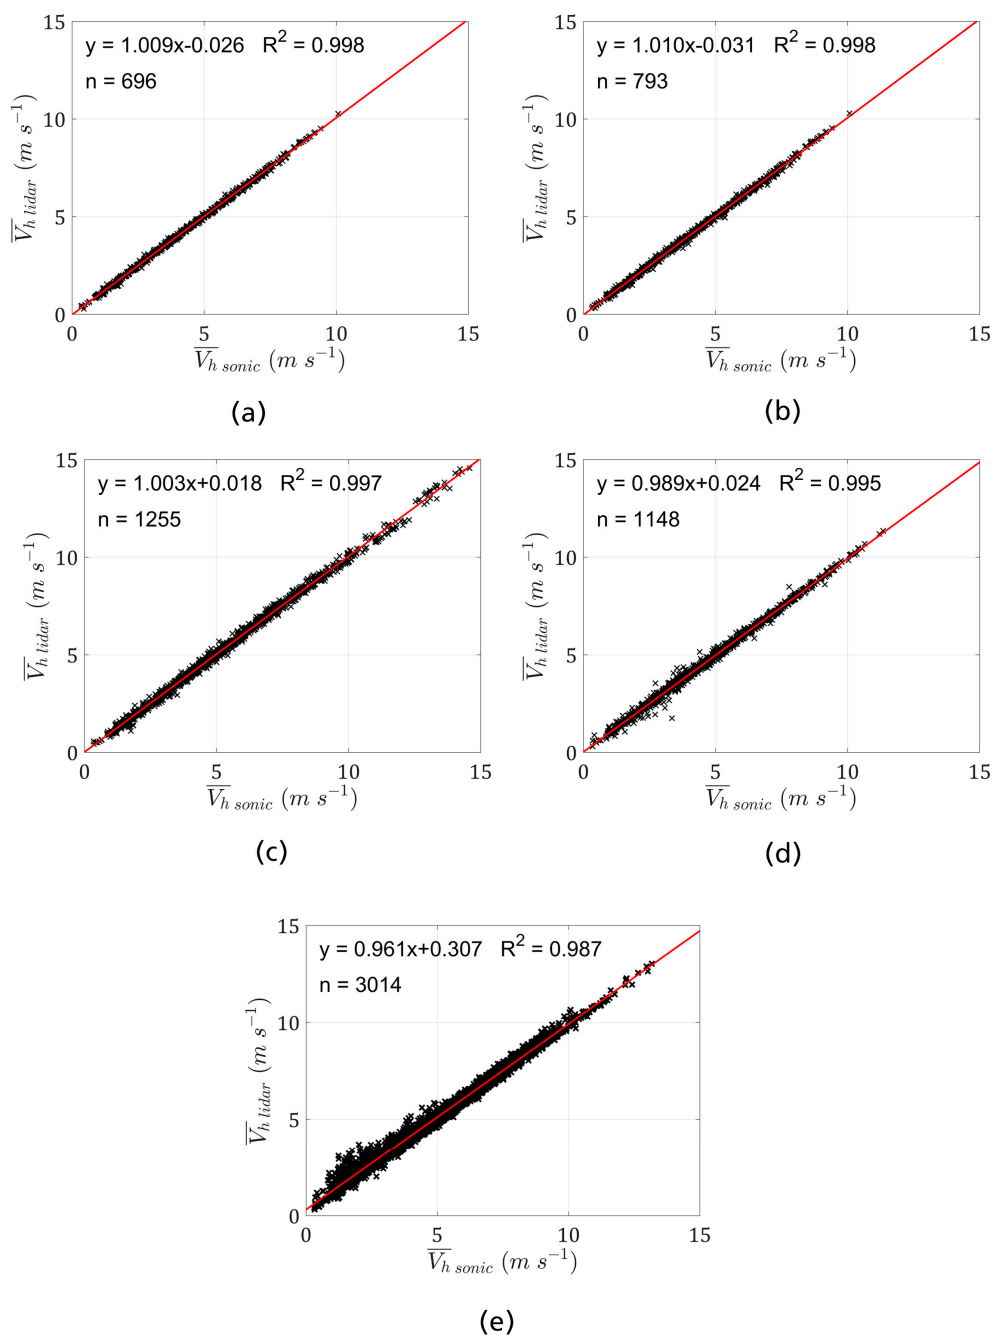 y = 1.009x-0.026 R² = 0.998
n = 696
15
10
5
0
0 5 10 15
V̅h lidar (m s⁻¹)
V̅h sonic (m s⁻¹)
(a)
y = 1.010x-0.031 R² = 0.998
n = 793
15
10
5
0
0 5 10 15
V̅h lidar (m s⁻¹)
V̅h sonic (m s⁻¹)
(b)
y = 1.003x+0.018 R² = 0.997
n = 1255
15
10
5
0
0 5 10 15
V̅h lidar (m s⁻¹)
V̅h sonic (m s⁻¹)
(c)
y = 0.989x+0.024 R² = 0.995
n = 1148
15
10
5
0
0 5 10 15
V̅h lidar (m s⁻¹)
V̅h sonic (m s⁻¹)
(d)
y = 0.961x+0.307 R² = 0.987
n = 3014
15
10
5
0
0 5 10 15
V̅h lidar (m s⁻¹)
V̅h sonic (m s⁻¹)
(e)